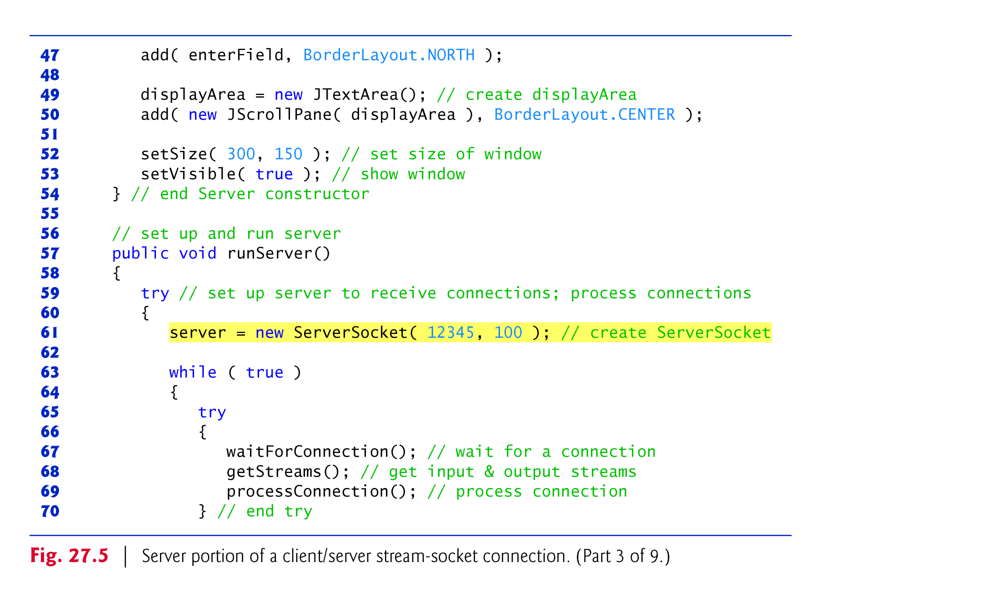 47 add( enterField, BorderLayout.NORTH );
48
49 displayArea = new JTextArea(); // create displayArea
50 add( new JScrollPane( displayArea ), BorderLayout.CENTER );
51
52 setSize( 300, 150 ); // set size of window
53 setVisible( true ); // show window
54 } // end Server constructor
55
56 // set up and run server
57 public void runServer()
58 {
59 try // set up server to receive connections; process connections
60 {
61 server = new ServerSocket( 12345, 100 ); // create ServerSocket
62
63 while ( true )
64 {
65 try
66 {
67 waitForConnection(); // wait for a connection
68 getStreams(); // get input & output streams
69 processConnection(); // process connection
70 } // end try
Fig. 27.5 | Server portion of a client/server stream-socket connection. (Part 3 of 9.)